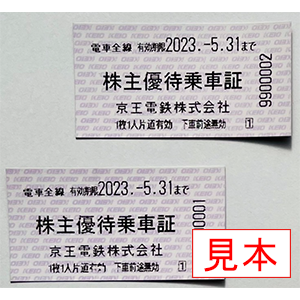 電車全線 有効期限2023.-5.31まで
株主優待乗車証
京王電鉄株式会社
1枚1人片道有効 下車前途無効 1
9900002
電車全線 有効期限2023.-5.31まで
株主優待乗車証
京王電鉄株式会社
1枚1人片道有効 下車前途無効 1
見本